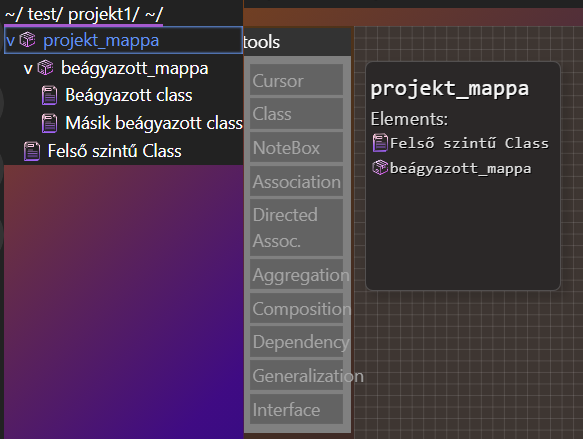 ~/ test/ projekt1/ ~/
v projekt_mappa
v beágyazott_mappa
Beágyazott class
Másik beágyazott class
Felső szintű Class
tools
Cursor
Class
NoteBox
Association
Directed
Assoc.
Aggregation
Composition
Dependency
Generalization
Interface
projekt_mappa
Elements:
Felső szintű Class
beágyazott_mappa